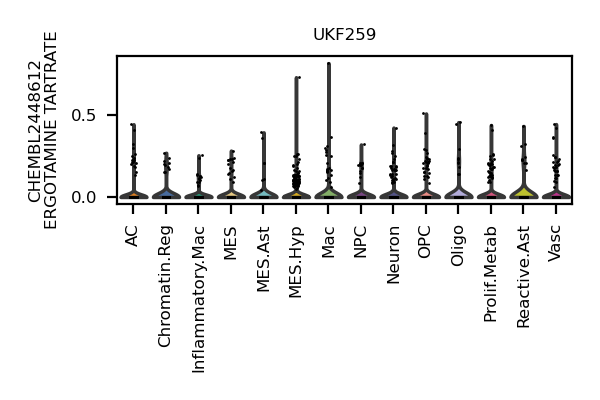 UKF259
CHEMBL2448612
ERGOTAMINE TARTRATE
0.5
0.0
AC
Chromatin.Reg
Inflammatory.Mac
MES
MES.Ast
MES.Hyp
Mac
NPC
Neuron
OPC
Oligo
Prolif.Metab
Reactive.Ast
Vasc